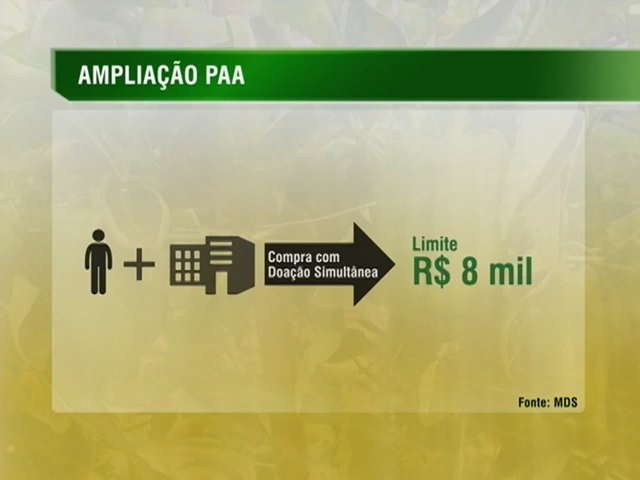 AMPLIAÇÃO PAA
Compra com
Doação Simultânea
Limite
R$ 8 mil
Fonte: MDS